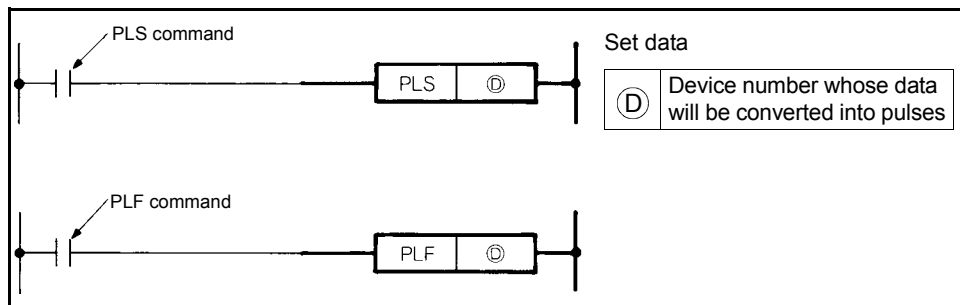 PLS command
PLS Ⓓ
Set data
Ⓓ Device number whose data
will be converted into pulses
PLF command
PLF Ⓓ